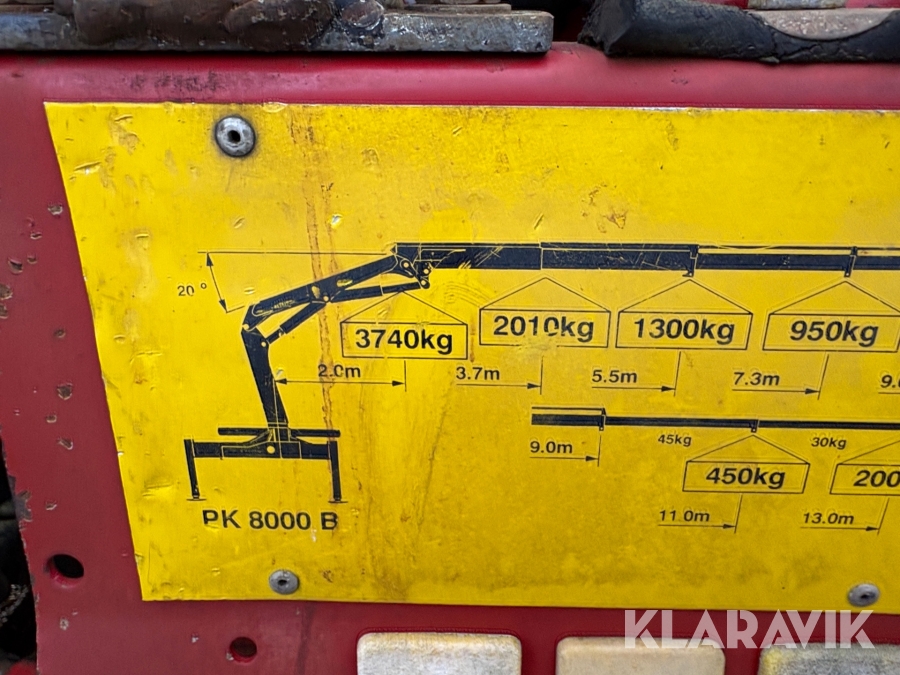 20°
3740kg
2010kg
1300kg
950kg
2.0m
3.7m
5.5m
7.3m
9.0m
45kg
30kg
450kg
200
11.0m
13.0m
PK 8000 B
KLARAVIK